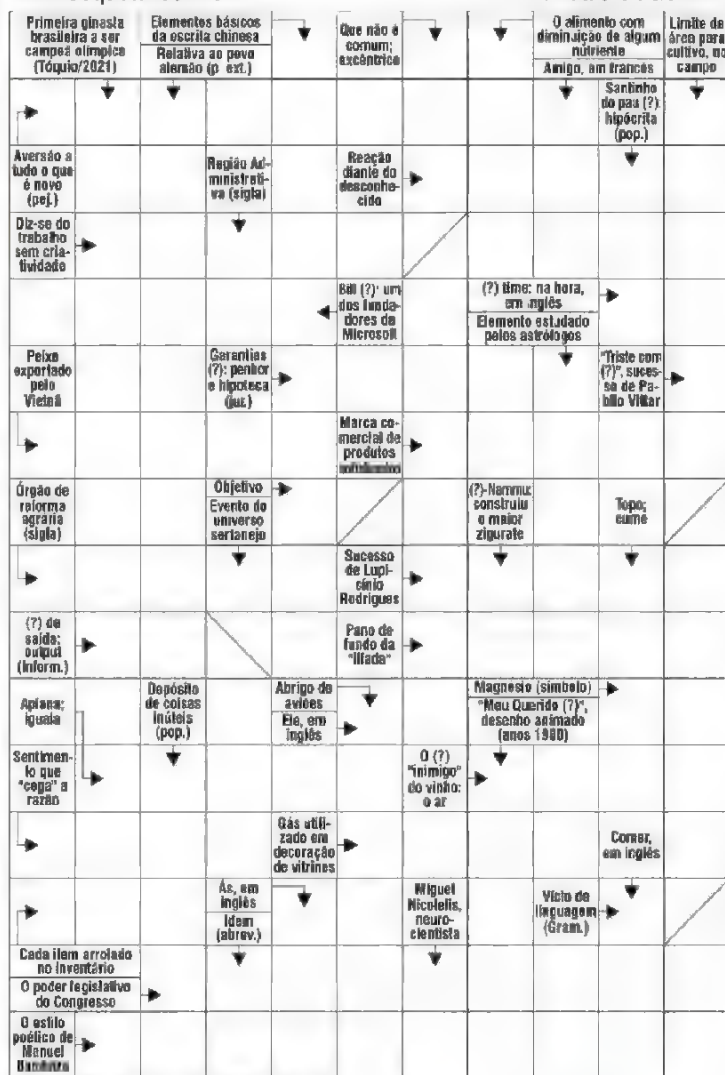 Primeira ginasta
brasileira a ser
campeã olímpica
(Tóquio/2021)
Elementos básicos
da escrita chinesa
Relativa ao povo
alemão (p. ext.)
Que não é
comum;
excêntrica
O alimento com
diminuição de algum
nutriente
Amigo, em francês
Limite de
área para
cultivo, no
campo
Santinho
do pau (?):
hipócrita
(pop.)
Aversão a
tudo o que
é novo
(pej.)
Região Ad-
ministrati-
va (sigla)
Reação
diante do
desconhe-
cido
Diz-se do
trabalho
sem cria-
tividade
Bill (?): um
dos funda-
dores da
Microsoft
(?) time: na hora,
em inglês
Elemento estudado
pelos astrólogos
Peixe
exportado
pelo
Vietnã
Garantias
(?): penhor
e hipoteca
(jur.)
"Triste com
(?)", suces-
so de Pa-
bllo Vittar
Marca co-
mercial de
produtos
Órgão de
reforma
agrária
(sigla)
Objetivo
Evento do
universo
sertanejo
(?)-Nammu:
construiu
o maior
zigurate
Topo;
cume
Sucesso
de Lupi-
cínio
Rodrigues
(?) de
saída:
output
(Inform.)
Pano de
fundo da
"Ilíada"
Aplana;
iguala
Depósito
de coisas
inúteis
(pop.)
Abrigo de
aviões
Ele, em
inglês
Magnésio (símbolo)
"Meu Querido (?)",
desenho animado
(anos 1980)
Sentimen-
to que
"cega" a
razão
O (?)
"inimigo"
do vinho:
o ar
Gás utili-
zado em
decoração
de vitrines
Comer,
em inglês
Ás, em
inglês
Idem
(abrev.)
Miguel
Nicolelis,
neuro-
cientista
Vício de
linguagem
(Gram.)
Cada item arrolado
no inventário
O poder legislativo
do Congresso
O estilo
poético de
Manuel
Bandeira